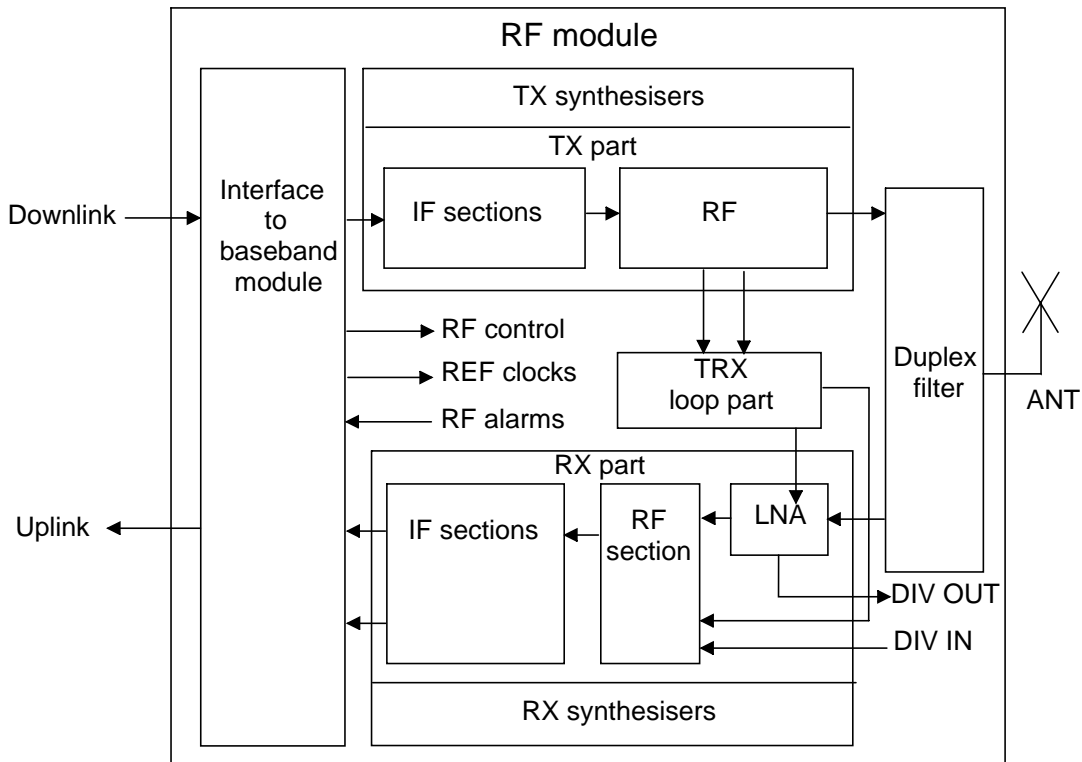 RF module
TX synthesisers
TX part
Interface
to
baseband
module
IF sections
RF
Downlink
RF control
REF clocks
RF alarms
TRX
loop part
Duplex
filter
ANT
RX part
Uplink
IF sections
RF
section
LNA
DIV OUT
DIV IN
RX synthesisers